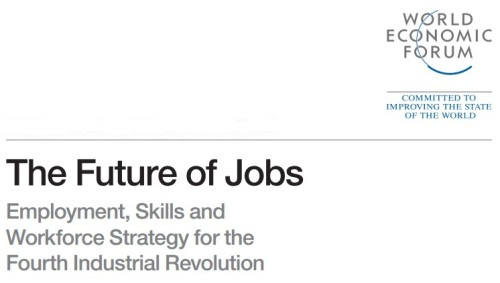 WORLD
ECONOMIC
FORUM
COMMITTED TO
IMPROVING THE STATE
OF THE WORLD
The Future of Jobs
Employment, Skills and
Workforce Strategy for the
Fourth Industrial Revolution